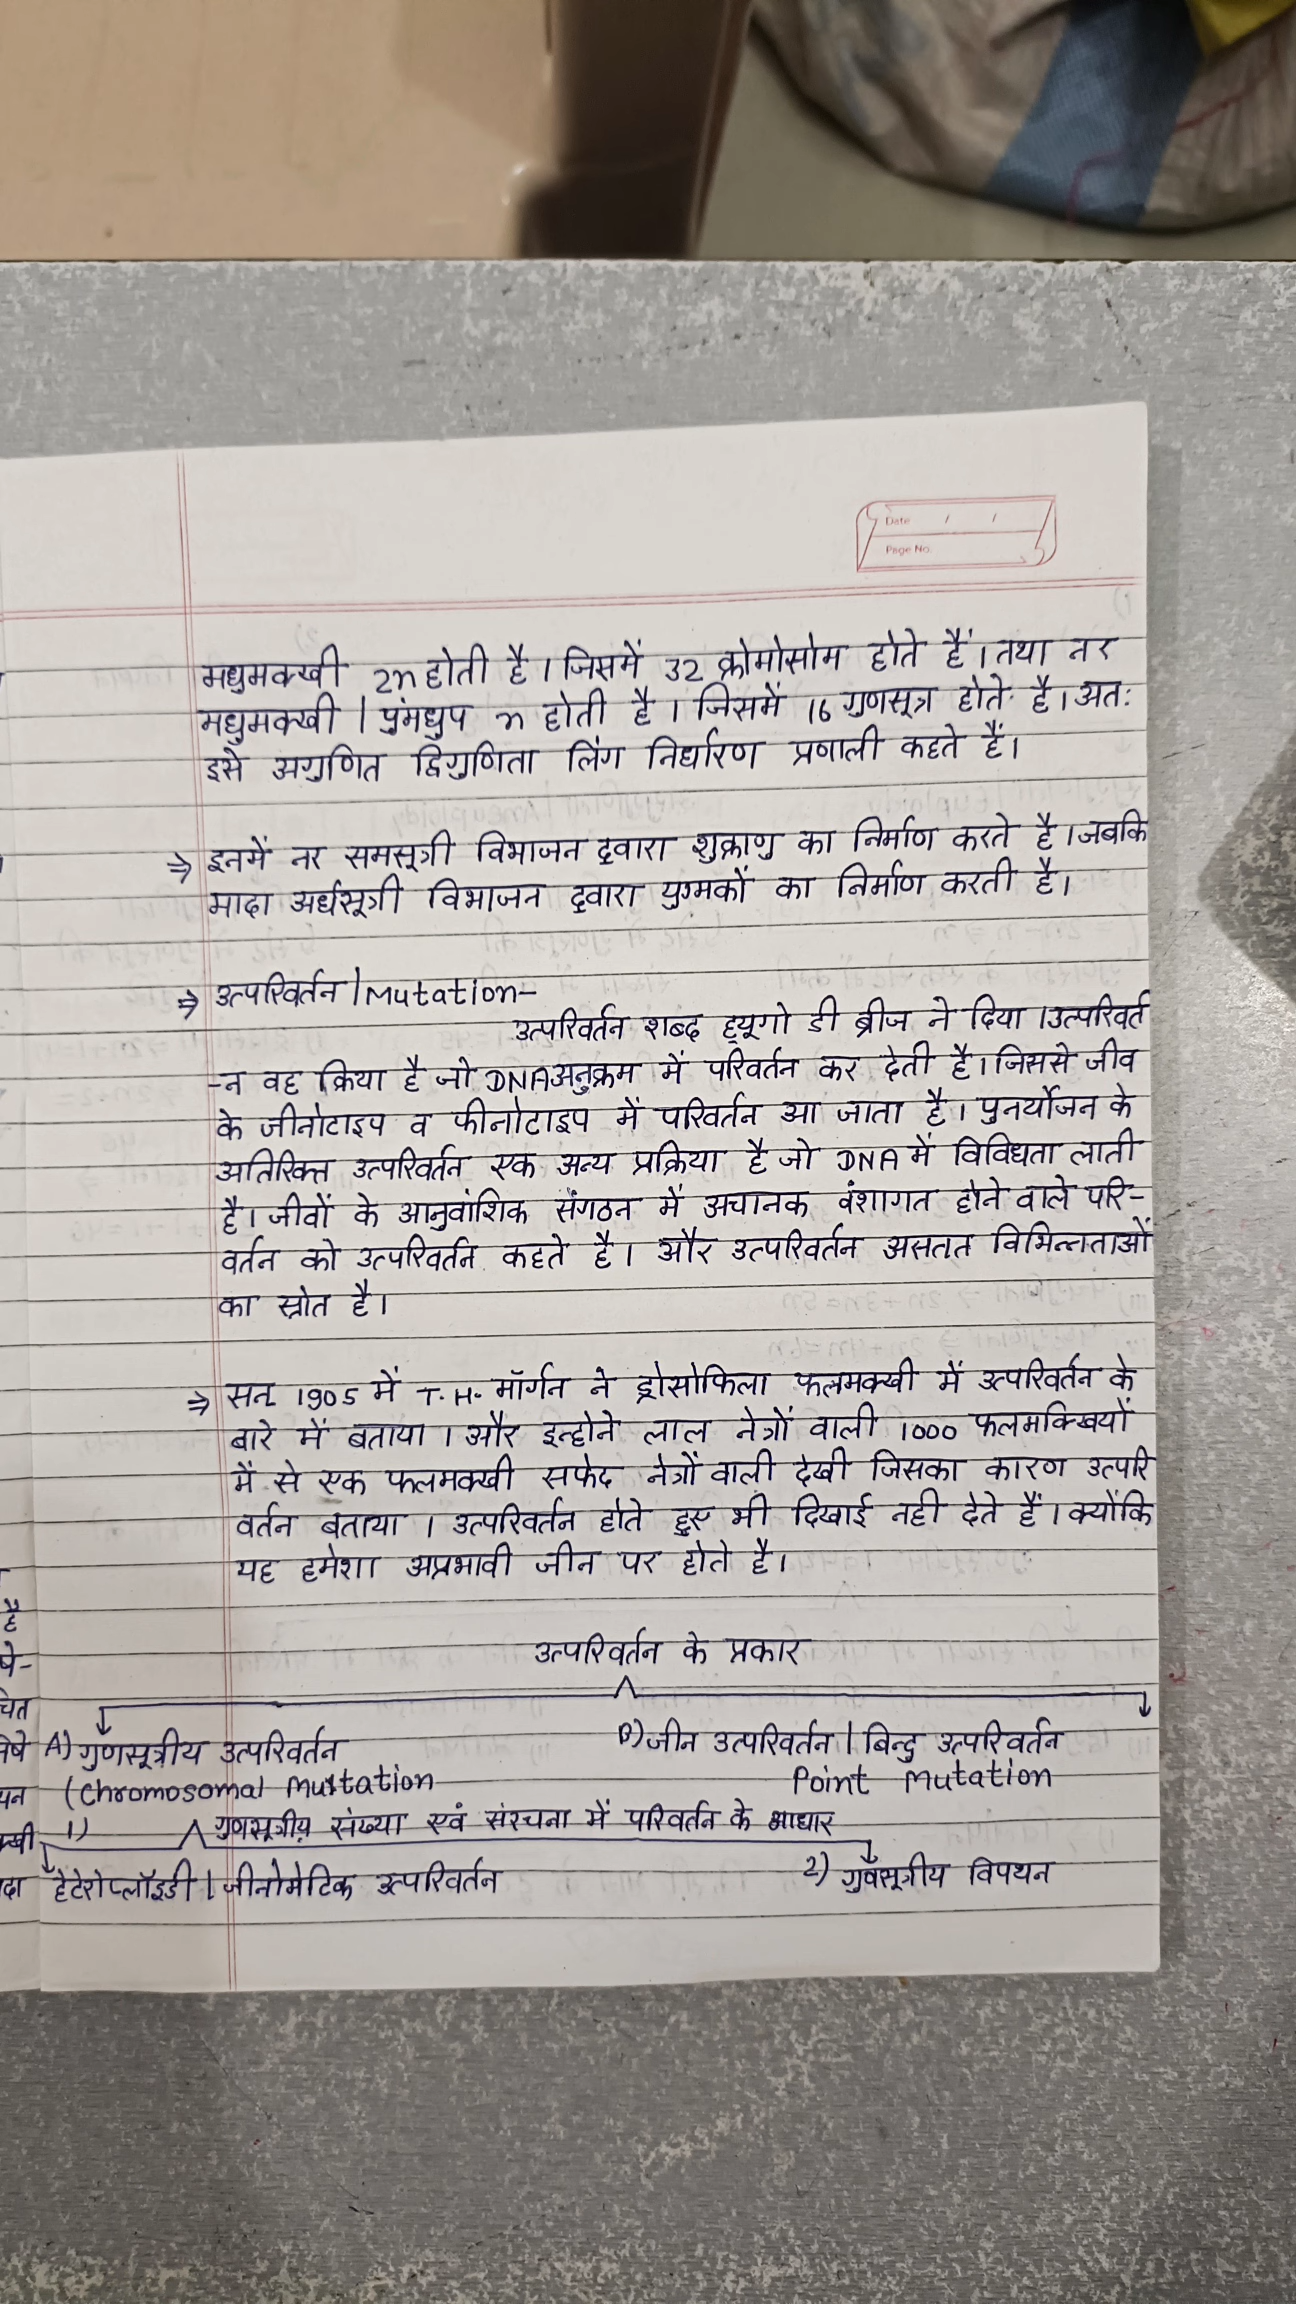 Date / /
Page No.
मधुमक्खी 2n होती है । जिसमें 32 क्रोमोसोम होते हैं। तथा नर
मधुमक्खी | पुंमधुप n होती है । जिसमें 16 गुणसूत्र होते है। अतः
इसे अगुणित द्विगुणिता लिंग निर्धारण प्रणाली कहते हैं।
⇒ इनमें नर समसूत्री विभाजन द्वारा शुक्राणु का निर्माण करते है। जबकि
मादा अर्धसूत्री विभाजन द्वारा युग्मकों का निर्माण करती है।
⇒ उत्परिवर्तन | Mutation-
उत्परिवर्तन शब्द ह्यूगो डी ब्रीज ने दिया । उत्परिवर्त
-न वह क्रिया है जो DNA अनुक्रम में परिवर्तन कर देती है। जिससे जीव
के जीनोटाइप व फीनोटाइप में परिवर्तन आ जाता है। पुनर्योजन के
अतिरिक्त उत्परिवर्तन एक अन्य प्रक्रिया है जो DNA में विविधता लाती
है। जीवों के आनुवांशिक संगठन में अचानक वंशागत होने वाले परि-
वर्तन को उत्परिवर्तन कहते है। और उत्परिवर्तन असतत विभिन्नताओं
का स्रोत है।
⇒ सन् 1905 में T.H. मॉर्गन ने ड्रोसोफिला फलमक्खी में उत्परिवर्तन के
बारे में बताया । और इन्होने लाल नेत्रों वाली 1000 फलमक्खियों
में से एक फलमक्खी सफेद नेत्रों वाली देखी जिसका कारण उत्परि
वर्तन बताया । उत्परिवर्तन होते हुए भी दिखाई नही देते हैं । क्योंकि
यह हमेशा अप्रभावी जीन पर होते है।
है
षे-
चित
षे
यन
क्खी
दा
उत्परिवर्तन के प्रकार
A) गुणसूत्रीय उत्परिवर्तन B) जीन उत्परिवर्तन | बिन्दु उत्परिवर्तन
(Chromosomal Mutation Point Mutation
गुणसूत्रीय संख्या एवं संरचना में परिवर्तन के आधार
1) हेटेरोप्लॉइडी | जीनोमेटिक उत्परिवर्तन 2) गुणसूत्रीय विपथन